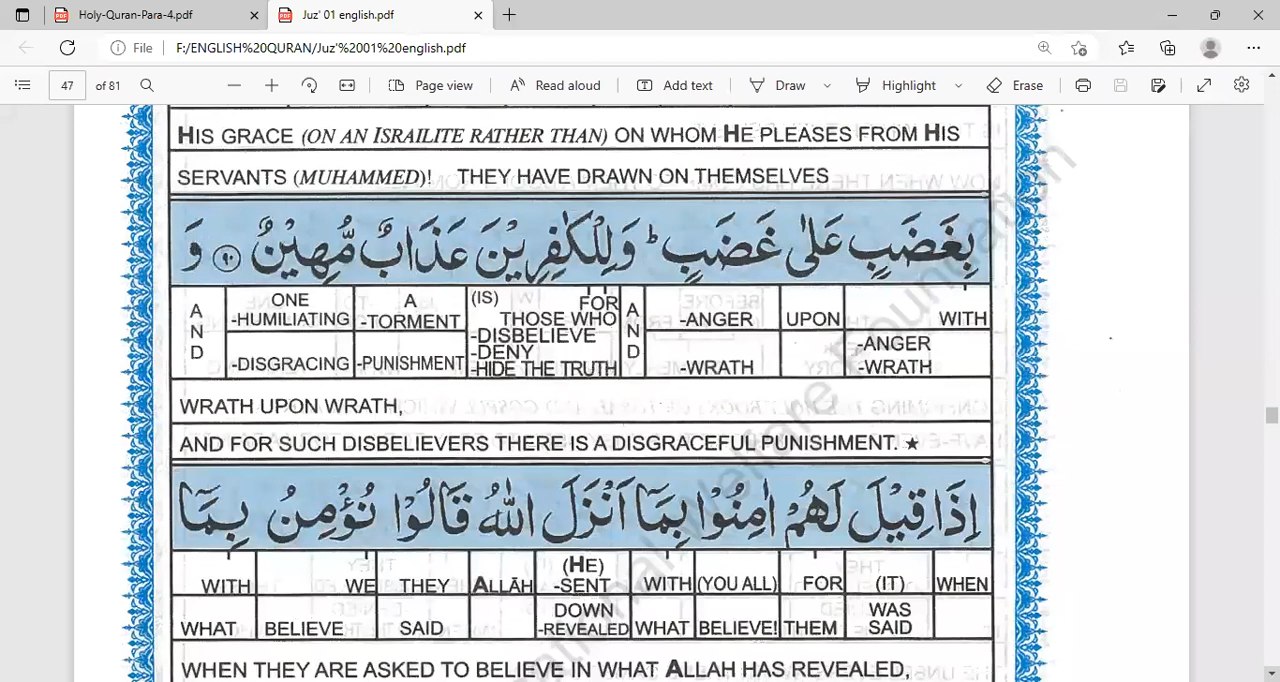 Holy-Quran-Para-4.pdf
Juz' 01 english.pdf
File F:/ENGLISH%20QURAN/Juz'%2001%20english.pdf
47 of 81 Page view Read aloud Add text Draw Highlight Erase
HIS GRACE (ON AN ISRAILITE RATHER THAN) ON WHOM HE PLEASES FROM HIS
SERVANTS (MUHAMMED)! THEY HAVE DRAWN ON THEMSELVES
بِغَضَبٍ عَلٰى غَضَبٍ ؕ وَلِلْكٰفِرِيْنَ عَذَابٌ مُّهِيْنٌ ۹۰ وَ
AND
ONE -HUMILIATING -DISGRACING
A -TORMENT -PUNISHMENT
(IS) FOR THOSE WHO -DISBELIEVE -DENY -HIDE THE TRUTH
AND
-ANGER -WRATH
UPON
WITH -ANGER -WRATH
WRATH UPON WRATH,
AND FOR SUCH DISBELIEVERS THERE IS A DISGRACEFUL PUNISHMENT. ★
اِذَا قِيْلَ لَهُمْ اٰمِنُوْا بِمَاۤ اَنْزَلَ اللّٰهُ قَالُوْا نُؤْمِنُ بِمَاۤ
WITH WHAT
WE BELIEVE
THEY SAID
ALLĀH
(HE) -SENT DOWN -REVEALED
WITH WHAT
(YOU ALL) BELIEVE!
FOR THEM
(IT) WAS SAID
WHEN
WHEN THEY ARE ASKED TO BELIEVE IN WHAT ALLAH HAS REVEALED,